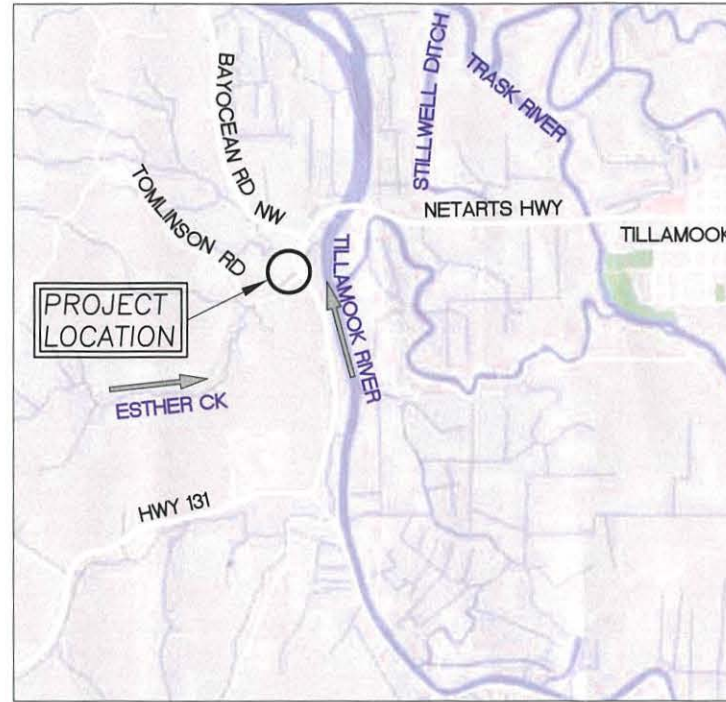 STILLWELL DITCH
TRASK RIVER
BAYOCEAN RD NW
TOMLINSON RD
NETARTS HWY
TILLAMOOK
TILLAMOOK RIVER
PROJECT
LOCATION
ESTHER CK
HWY 131